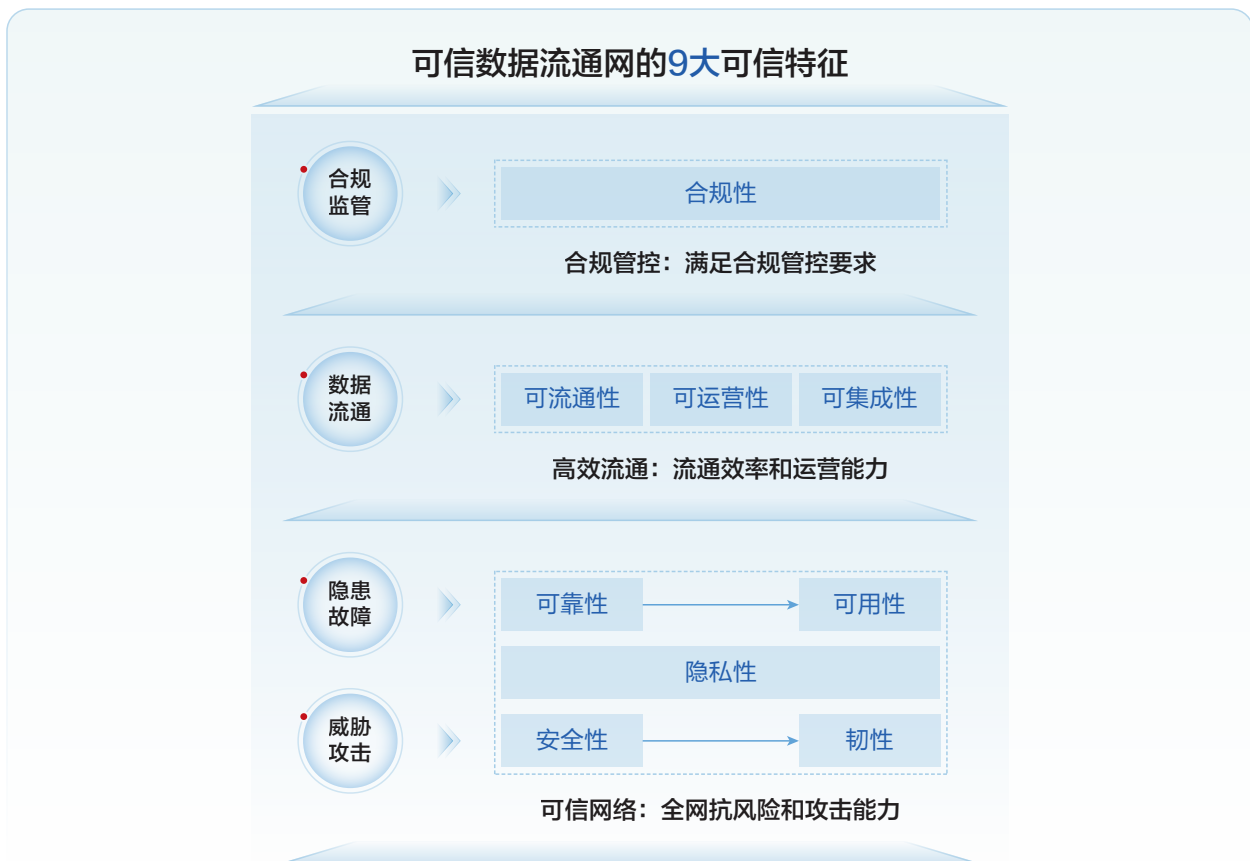 可信数据流通网的9大可信特征
合规
监管
合规性
合规管控：满足合规管控要求
数据
流通
可流通性 可运营性 可集成性
高效流通：流通效率和运营能力
隐患
故障
可靠性 可用性
隐私性
威胁
攻击
安全性 韧性
可信网络：全网抗风险和攻击能力